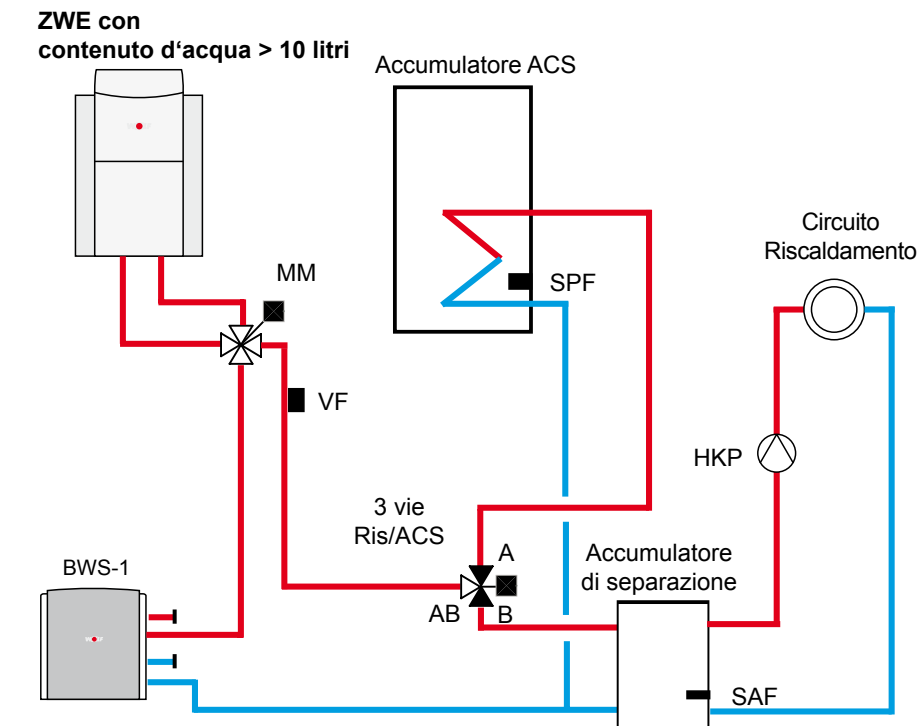 ZWE con
contenuto d‘acqua > 10 litri
Accumulatore ACS
Circuito
Riscaldamento
MM
SPF
VF
HKP
3 vie
Ris/ACS
A
Accumulatore
di separazione
BWS-1
AB
B
SAF